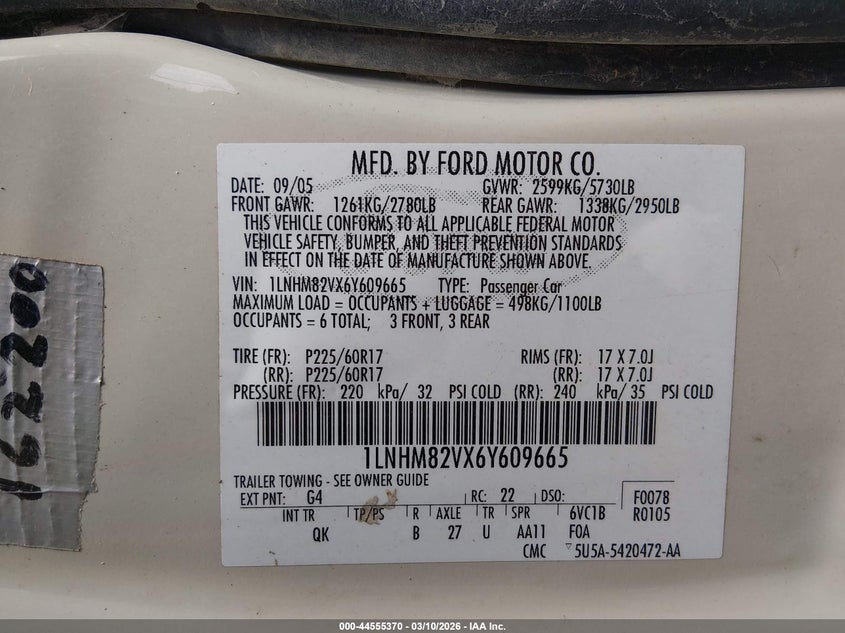 MFD. BY FORD MOTOR CO.
DATE: 09/05 GVWR: 2599KG/5730LB
FRONT GAWR: 1261KG/2780LB REAR GAWR: 1338KG/2950LB
THIS VEHICLE CONFORMS TO ALL APPLICABLE FEDERAL MOTOR
VEHICLE SAFETY, BUMPER, AND THEFT PREVENTION STANDARDS
IN EFFECT ON THE DATE OF MANUFACTURE SHOWN ABOVE.
VIN: 1LNHM82VX6Y609665 TYPE: Passenger Car
MAXIMUM LOAD = OCCUPANTS + LUGGAGE = 498KG/1100LB
OCCUPANTS = 6 TOTAL; 3 FRONT, 3 REAR
TIRE (FR): P225/60R17 RIMS (FR): 17 X 7.0J
(RR): P225/60R17 (RR): 17 X 7.0J
PRESSURE (FR): 220 kPa/ 32 PSI COLD (RR): 240 kPa/ 35 PSI COLD
1LNHM82VX6Y609665
TRAILER TOWING - SEE OWNER GUIDE
EXT PNT: G4 RC: 22 DSO: F0078
INT TR TP/PS R AXLE TR SPR 6VC1B R0105
QK B 27 U AA11 F0A
CMC 5U5A-5420472-AA
162200
000-44555370 - 03/10/2026 - IAA Inc.